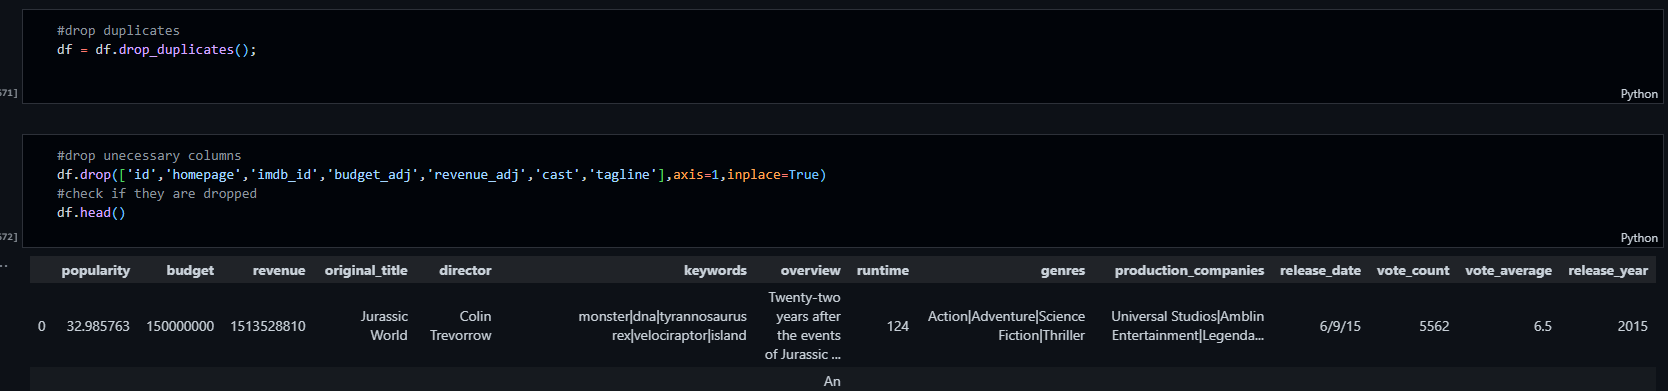 #drop duplicates
df = df.drop_duplicates();
671]
Python
#drop unecessary columns
df.drop(['id','homepage','imdb_id','budget_adj','revenue_adj','cast','tagline'],axis=1,inplace=True)
#check if they are dropped
df.head()
672]
Python
popularity budget revenue original_title director keywords overview runtime genres production_companies release_date vote_count vote_average release_year
0 32.985763 150000000 1513528810 Jurassic World Colin Trevorrow monster|dna|tyrannosaurus rex|velociraptor|island Twenty-two years after the events of Jurassic ... 124 Action|Adventure|Science Fiction|Thriller Universal Studios|Amblin Entertainment|Legenda... 6/9/15 5562 6.5 2015
An